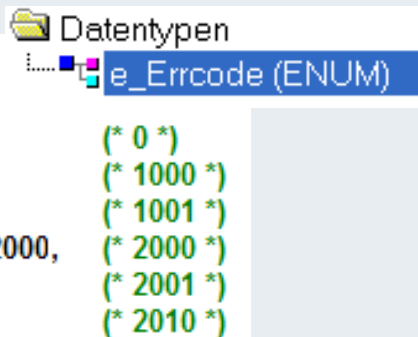 Datentypen
e_Errcode (ENUM)
(* 0 *)
(* 1000 *)
(* 1001 *)
2000, (* 2000 *)
(* 2001 *)
(* 2010 *)